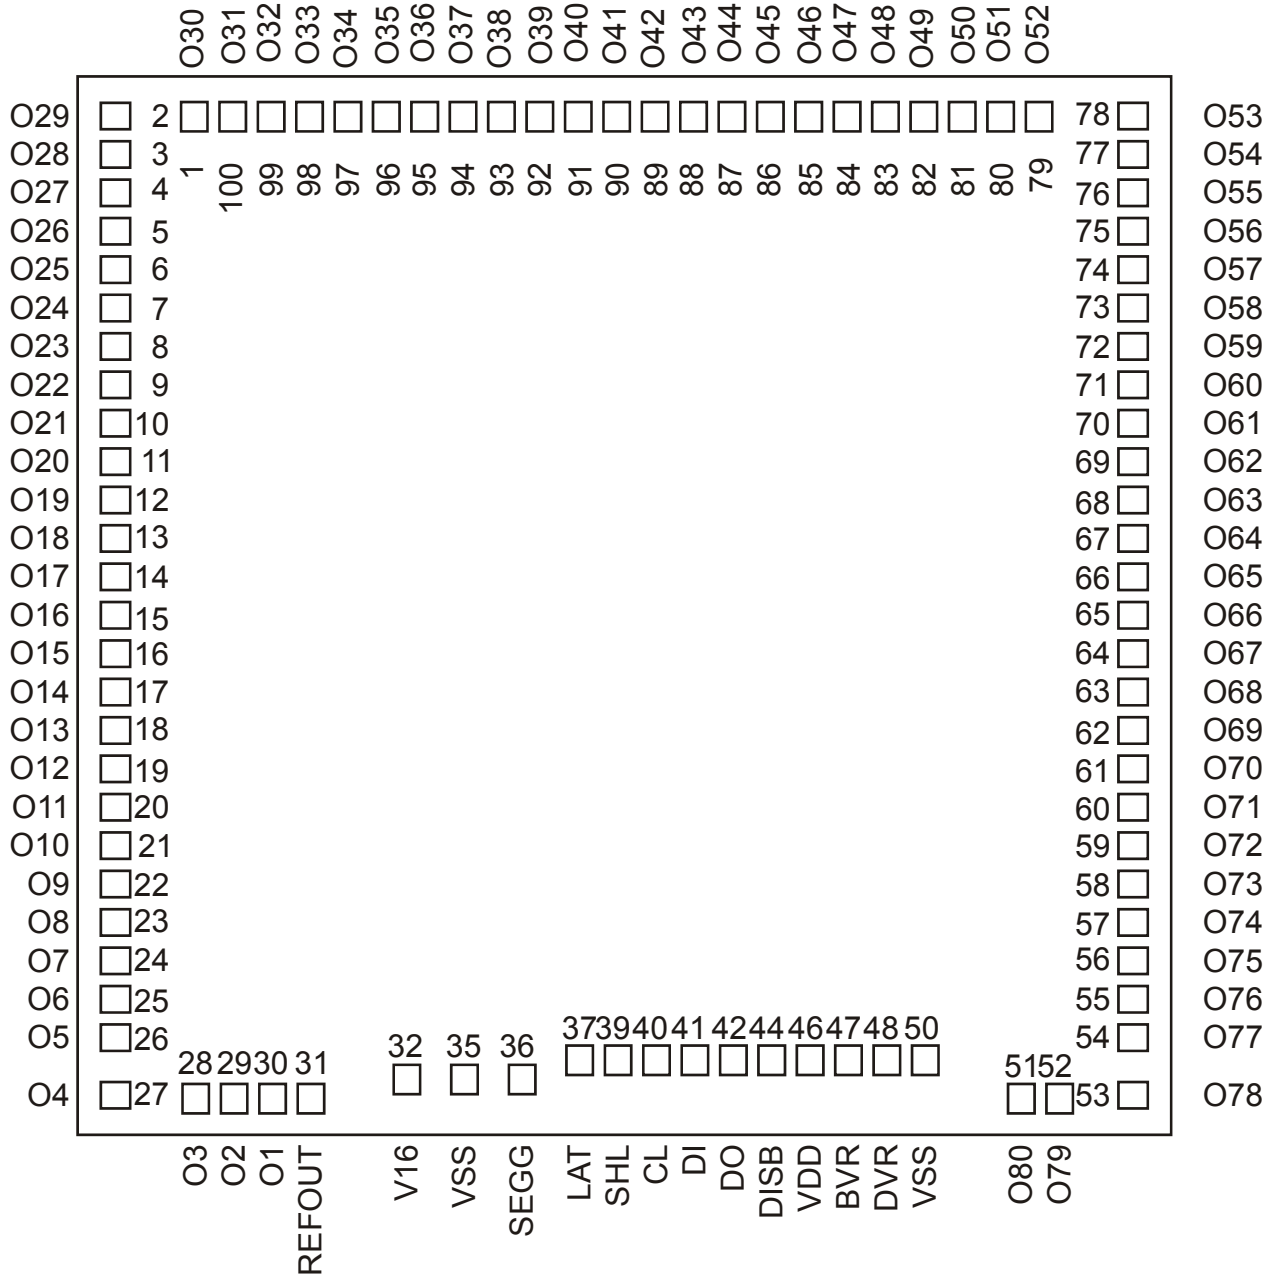 O30 O31 O32 O33 O34 O35 O36 O37 O38 O39 O40 O41 O42 O43 O44 O45 O46 O47 O48 O49 O50 O51 O52
O29 2 78 O53
O28 3 77 O54
1 100 99 98 97 96 95 94 93 92 91 90 89 88 87 86 85 84 83 82 81 80 79
O27 4 76 O55
O26 5 75 O56
O25 6 74 O57
O24 7 73 O58
O23 8 72 O59
O22 9 71 O60
O21 10 70 O61
O20 11 69 O62
O19 12 68 O63
O18 13 67 O64
O17 14 66 O65
O16 15 65 O66
O15 16 64 O67
O14 17 63 O68
O13 18 62 O69
O12 19 61 O70
O11 20 60 O71
O10 21 59 O72
O9 22 58 O73
O8 23 57 O74
O7 24 56 O75
O6 25 55 O76
O5 26 54 O77
37 39 40 41 42 44 46 47 48 50
32 35 36
28 29 30 31 51 52
O4 27 53 O78
O3 O2 O1 REFOUT V16 VSS SEGG LAT SHL CL DI DO DISB VDD BVR DVR VSS O80 O79